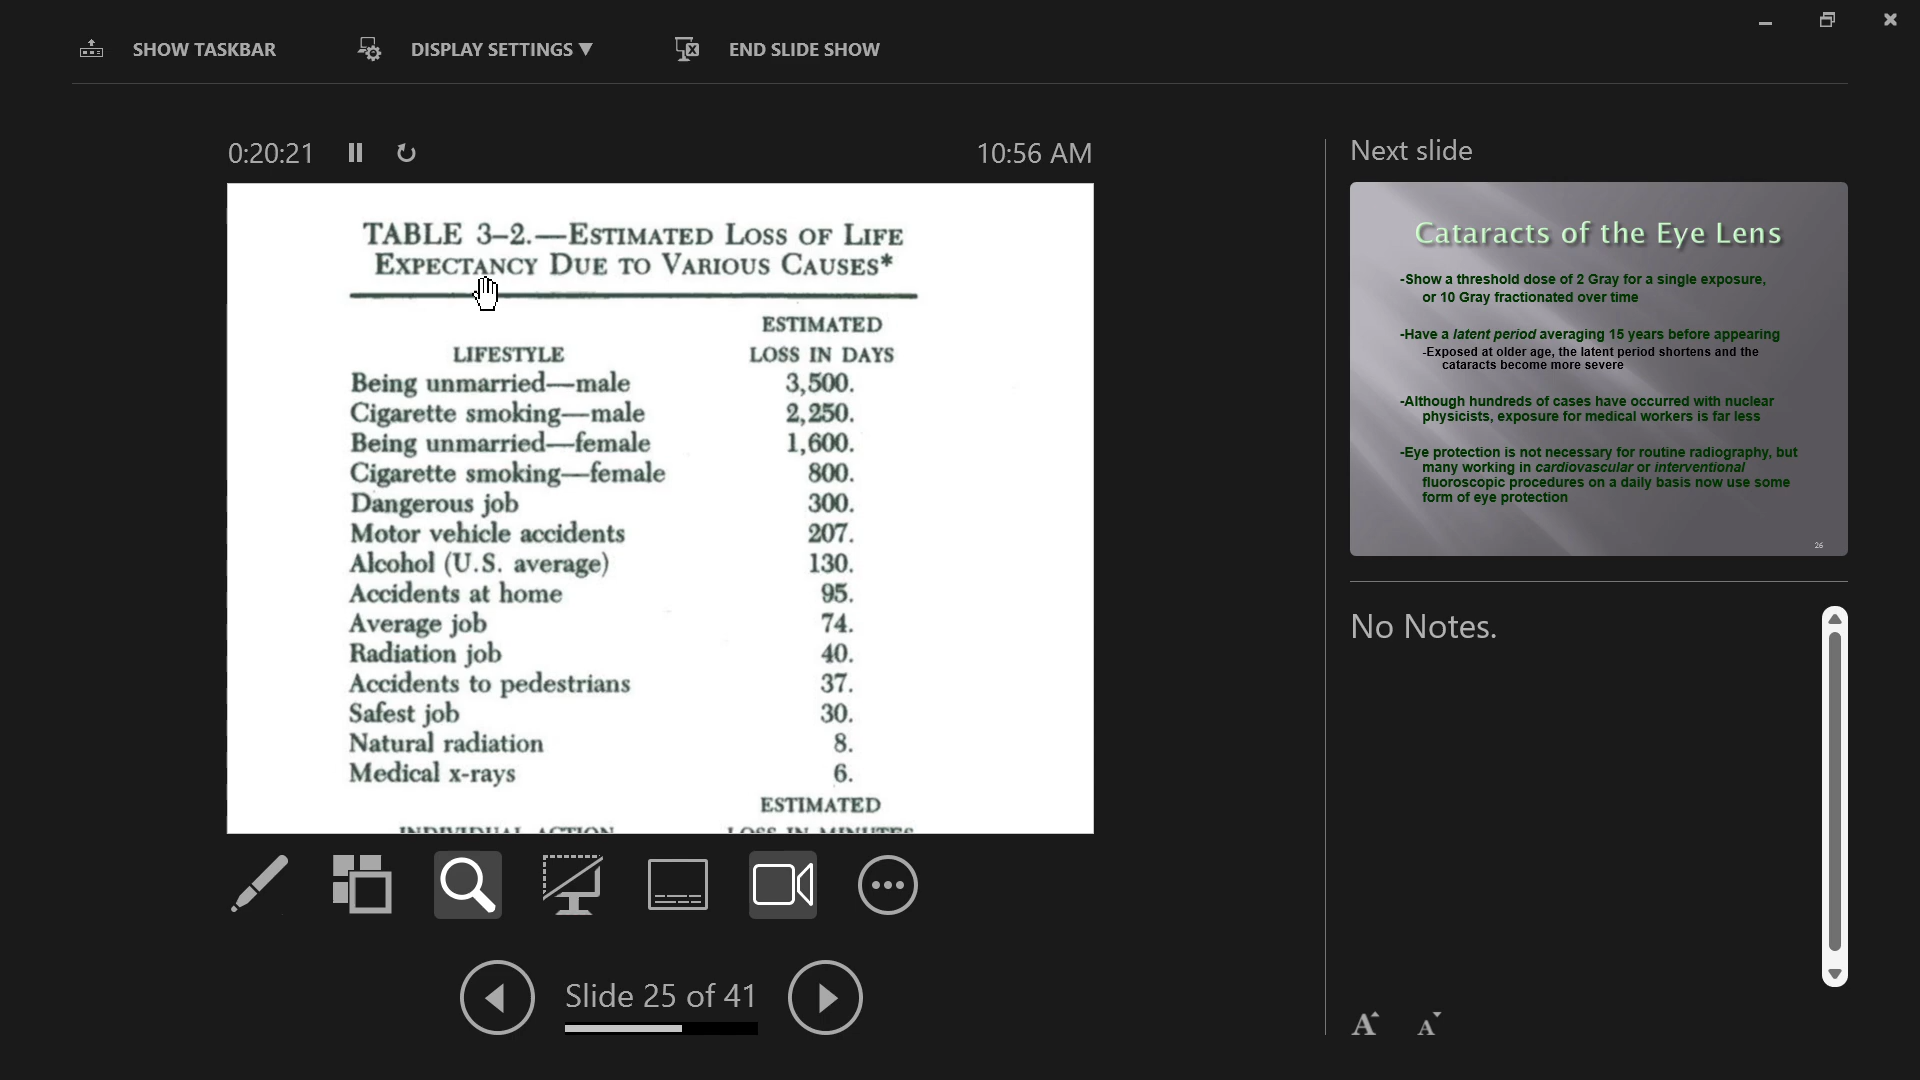 SHOW TASKBAR
DISPLAY SETTINGS ▼
END SLIDE SHOW
0:20:21
10:56 AM
TABLE 3–2.—Estimated Loss of Life
Expectancy Due to Various Causes*
ESTIMATED
LIFESTYLE LOSS IN DAYS
Being unmarried—male 3,500.
Cigarette smoking—male 2,250.
Being unmarried—female 1,600.
Cigarette smoking—female 800.
Dangerous job 300.
Motor vehicle accidents 207.
Alcohol (U.S. average) 130.
Accidents at home 95.
Average job 74.
Radiation job 40.
Accidents to pedestrians 37.
Safest job 30.
Natural radiation 8.
Medical x-rays 6.
ESTIMATED
INDIVIDUAL ACTION LOSS IN MINUTES
Slide 25 of 41
Next slide
Cataracts of the Eye Lens
-Show a threshold dose of 2 Gray for a single exposure,
or 10 Gray fractionated over time
-Have a latent period averaging 15 years before appearing
-Exposed at older age, the latent period shortens and the
cataracts become more severe
-Although hundreds of cases have occurred with nuclear
physicists, exposure for medical workers is far less
-Eye protection is not necessary for routine radiography, but
many working in cardiovascular or interventional
fluoroscopic procedures on a daily basis now use some
form of eye protection
26
No Notes.
A A